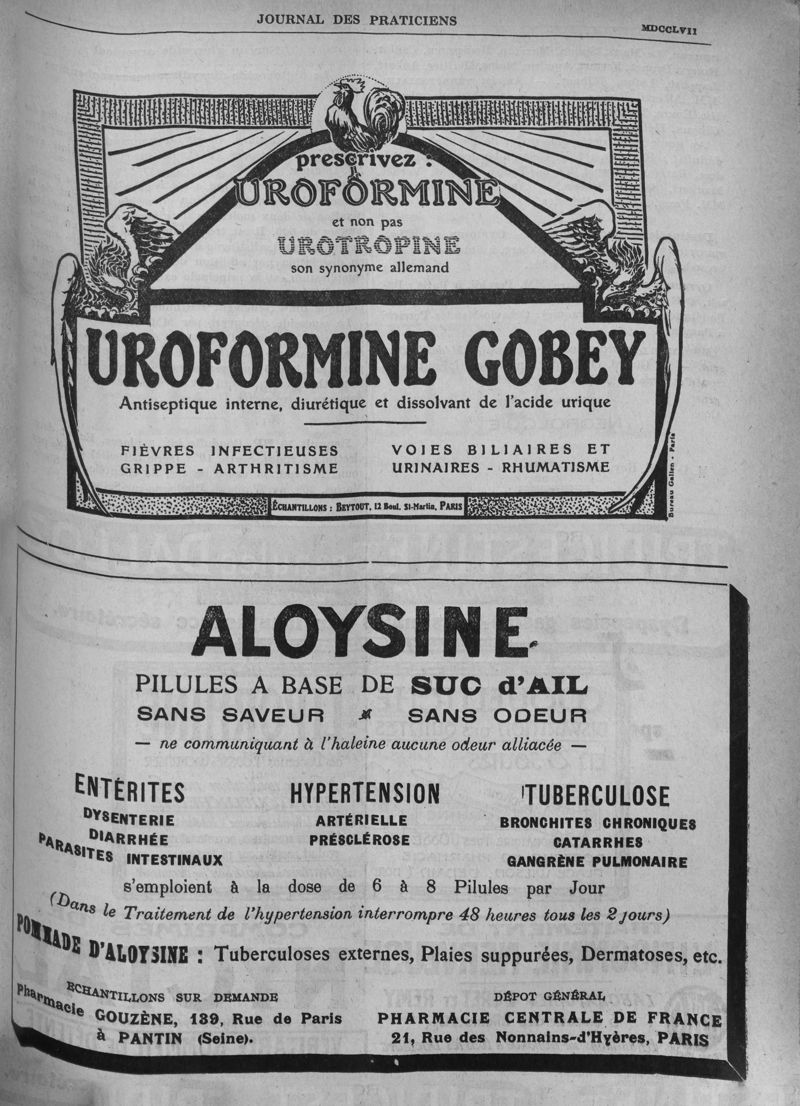 JOURNAL DES PRATICIENS
MDCCLVII
prescrivez :
UROFORMINE
et non pas
UROTROPINE
son synonyme allemand
UROFORMINE GOBEY
Antiseptique interne, diurétique et dissolvant de l'acide urique
FIÈVRES INFECTIEUSES
GRIPPE - ARTHRITISME
VOIES BILIAIRES ET
URINAIRES - RHUMATISME
ÉCHANTILLONS : BEYTOUT, 12 Boul. St-Martin, PARIS
Bureau Galien - Paris
ALOYSINE
PILULES A BASE DE SUC d'AIL
SANS SAVEUR SANS ODEUR
— ne communiquant à l'haleine aucune odeur alliacée —
ENTÉRITES
DYSENTERIE
DIARRHÉE
PARASITES INTESTINAUX
HYPERTENSION
ARTÉRIELLE
PRÉSCLÉROSE
TUBERCULOSE
BRONCHITES CHRONIQUES
CATARRHES
GANGRÈNE PULMONAIRE
s'emploient à la dose de 6 à 8 Pilules par Jour
(Dans le Traitement de l'hypertension interrompre 48 heures tous les 2 jours)
POMMADE D'ALOYSINE : Tuberculoses externes, Plaies suppurées, Dermatoses, etc.
ECHANTILLONS SUR DEMANDE
Pharmacie GOUZÈNE, 189, Rue de Paris
à PANTIN (Seine).
DÉPOT GÉNÉRAL
PHARMACIE CENTRALE DE FRANCE
21, Rue des Nonnains-d'Hyères, PARIS